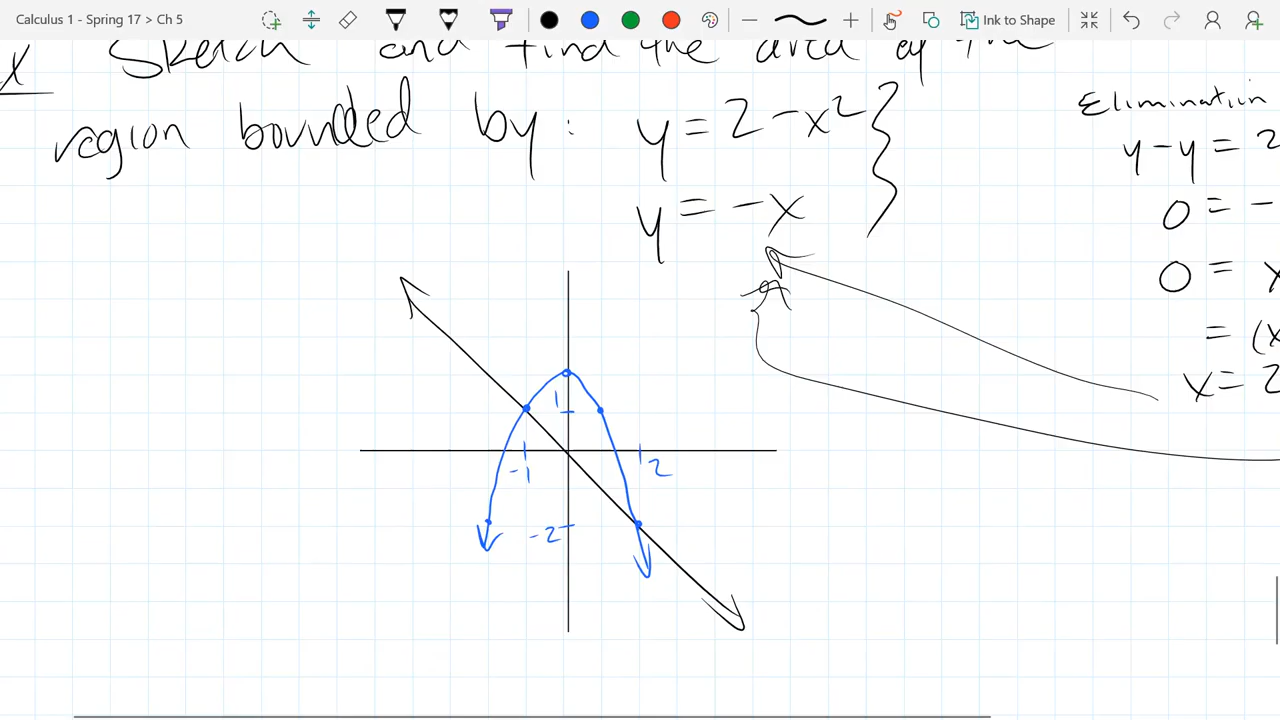 Calculus 1 - Spring 17 > Ch 5
Ink to Shape
Sketch and find the area of the
region bounded by: y = 2 - x²
y = -x
Elimination
y - y = 2
0 = -
0 = x
= (x
x = 2
1
-1
2
-2